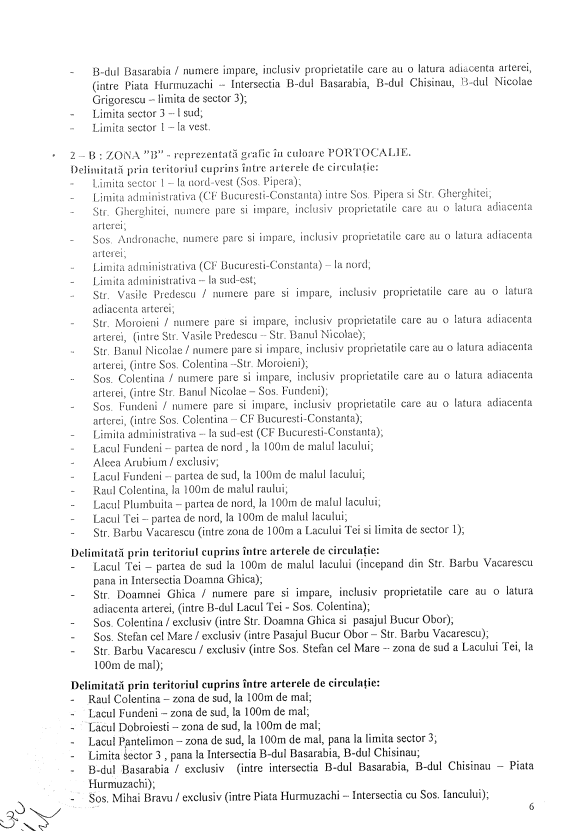 - B-dul Basarabia / numere impare, inclusiv proprietatile care au o latura adiacenta arterei,
(intre Piata Hurmuzachi – Intersectia B-dul Basarabia, B-dul Chisinau, B-dul Nicolae
Grigorescu – limita de sector 3);
- Limita sector 3 – l sud;
- Limita sector 1 – la vest.
2 – B : ZONA "B" - reprezentată grafic în culoare PORTOCALIE.
Delimitată prin teritoriul cuprins între arterele de circulaţie:
- Limita sector 1 – la nord-vest (Sos. Pipera);
- Limita administrativa (CF Bucuresti-Constanta) intre Sos. Pipera si Str. Gherghitei;
- Str. Gherghitei, numere pare si impare, inclusiv proprietatile care au o latura adiacenta
arterei;
- Sos. Andronache, numere pare si impare, inclusiv proprietatile care au o latura adiacenta
arterei;
- Limita administrativa (CF Bucuresti-Constanta) – la nord;
- Limita administrativa – la sud-est;
- Str. Vasile Predescu / numere pare si impare, inclusiv proprietatile care au o latura
adiacenta arterei;
- Str. Moroieni / numere pare si impare, inclusiv proprietatile care au o latura adiacenta
arterei, (intre Str. Vasile Predescu – Str. Banul Nicolae);
- Str. Banul Nicolae / numere pare si impare, inclusiv proprietatile care au o latura adiacenta
arterei, (intre Sos. Colentina –Str. Moroieni);
- Sos. Colentina / numere pare si impare, inclusiv proprietatile care au o latura adiacenta
arterei, (intre Str. Banul Nicolae – Sos. Fundeni);
- Sos. Fundeni / numere pare si impare, inclusiv proprietatile care au o latura adiacenta
arterei, (intre Sos. Colentina – CF Bucuresti-Constanta);
- Limita administrativa – la sud-est (CF Bucuresti-Constanta);
- Lacul Fundeni – partea de nord , la 100m de malul lacului;
- Aleea Arubium / exclusiv;
- Lacul Fundeni – partea de sud, la 100m de malul lacului;
- Raul Colentina, la 100m de malul raului;
- Lacul Plumbuita – partea de nord, la 100m de malul lacului;
- Lacul Tei – partea de nord, la 100m de malul lacului;
- Str. Barbu Vacarescu (intre zona de 100m a Lacului Tei si limita de sector 1);
Delimitată prin teritoriul cuprins între arterele de circulaţie:
- Lacul Tei – partea de sud la 100m de malul lacului (incepand din Str. Barbu Vacarescu
pana in Intersectia Doamna Ghica);
- Str. Doamnei Ghica / numere pare si impare, inclusiv proprietatile care au o latura
adiacenta arterei, (intre B-dul Lacul Tei - Sos. Colentina);
- Sos. Colentina / exclusiv (intre Str. Doamna Ghica si pasajul Bucur Obor);
- Sos. Stefan cel Mare / exclusiv (intre Pasajul Bucur Obor – Str. Barbu Vacarescu);
- Str. Barbu Vacarescu / exclusiv (intre Sos. Stefan cel Mare – zona de sud a Lacului Tei, la
100m de mal);
Delimitată prin teritoriul cuprins între arterele de circulaţie:
- Raul Colentina – zona de sud, la 100m de mal;
- Lacul Fundeni – zona de sud, la 100m de mal;
- Lacul Dobroiesti – zona de sud, la 100m de mal;
- Lacul Pantelimon – zona de sud, la 100m de mal, pana la limita sector 3;
- Limita sector 3 , pana la Intersectia B-dul Basarabia, B-dul Chisinau;
- B-dul Basarabia / exclusiv (intre intersectia B-dul Basarabia, B-dul Chisinau – Piata
Hurmuzachi);
- Sos. Mihai Bravu / exclusiv (intre Piata Hurmuzachi – Intersectia cu Sos. Iancului);
6